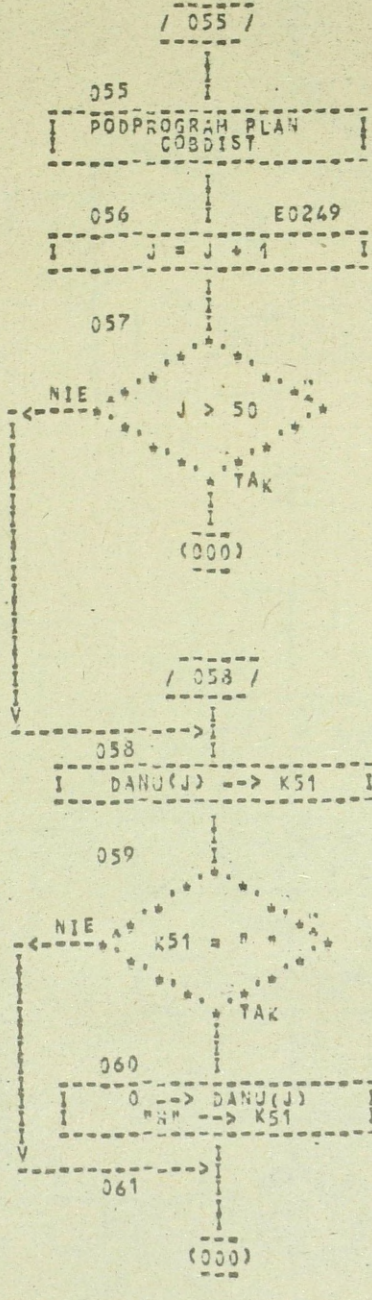 / 055 /
055
PODPROGRAM PLAN
COBDIST
056 E0249
J = J + 1
057
NIE J > 50
TAK
(000)
/ 058 /
058
DANU(J) --> K51
059
NIE K51 = " "
TAK
060
0 --> DANU(J)
--> K51
061
(000)